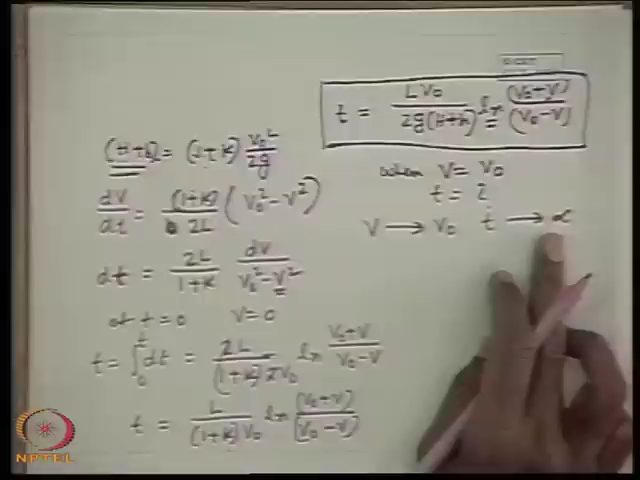 (H+h) = (1+K) V₀²/2g
dV/dt = (1+K)/2L (V₀² − V²)
dt = 2L/1+K dV/V₀² − V²
at t=0 V=0
t = ∫₀ᵗ dt = 2L/(1+K)2V₀ ln V₀+V/V₀−V
t = L/(1+K)V₀ ln (V₀+V)/(V₀−V)
t = LV₀/2g(H+h) ln (V₀+V)/(V₀−V)
when V = V₀
t = ?
V → V₀ t → ∝
NPTEL